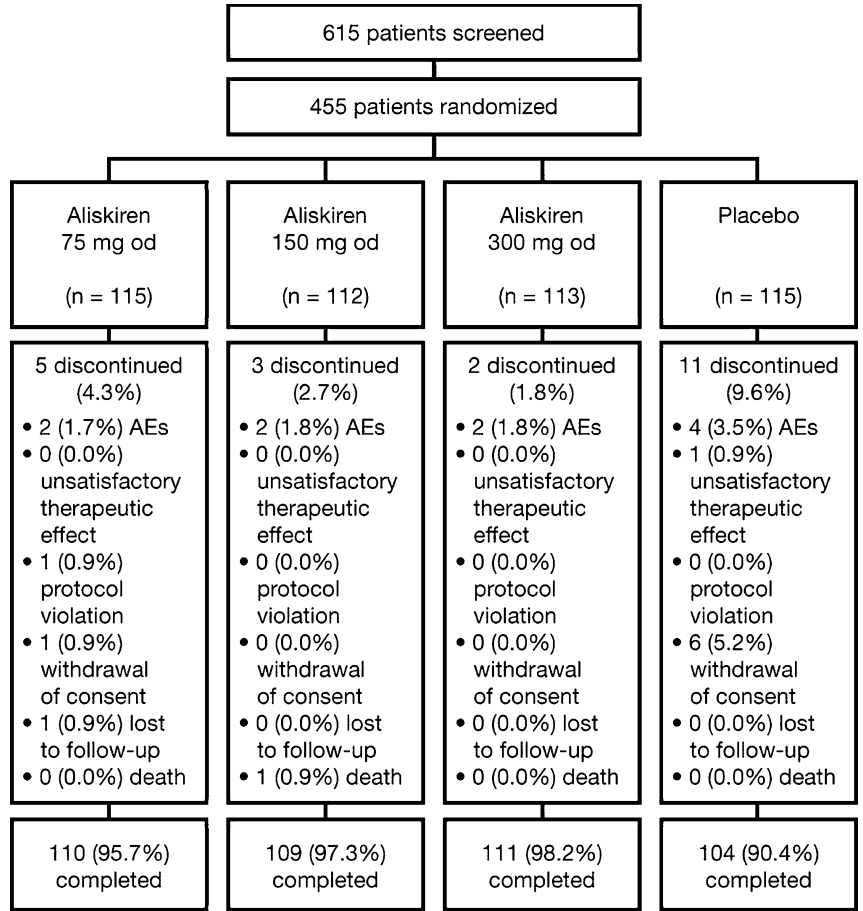 615 patients screened
455 patients randomized
Aliskiren
75 mg od
(n = 115)
Aliskiren
150 mg od
(n = 112)
Aliskiren
300 mg od
(n = 113)
Placebo
(n = 115)
5 discontinued
(4.3%)
• 2 (1.7%) AEs
• 0 (0.0%)
unsatisfactory
therapeutic
effect
• 1 (0.9%)
protocol
violation
• 1 (0.9%)
withdrawal
of consent
• 1 (0.9%) lost
to follow-up
• 0 (0.0%) death
3 discontinued
(2.7%)
• 2 (1.8%) AEs
• 0 (0.0%)
unsatisfactory
therapeutic
effect
• 0 (0.0%)
protocol
violation
• 0 (0.0%)
withdrawal
of consent
• 0 (0.0%) lost
to follow-up
• 1 (0.9%) death
2 discontinued
(1.8%)
• 2 (1.8%) AEs
• 0 (0.0%)
unsatisfactory
therapeutic
effect
• 0 (0.0%)
protocol
violation
• 0 (0.0%)
withdrawal
of consent
• 0 (0.0%) lost
to follow-up
• 0 (0.0%) death
11 discontinued
(9.6%)
• 4 (3.5%) AEs
• 1 (0.9%)
unsatisfactory
therapeutic
effect
• 0 (0.0%)
protocol
violation
• 6 (5.2%)
withdrawal
of consent
• 0 (0.0%) lost
to follow-up
• 0 (0.0%) death
110 (95.7%)
completed
109 (97.3%)
completed
111 (98.2%)
completed
104 (90.4%)
completed